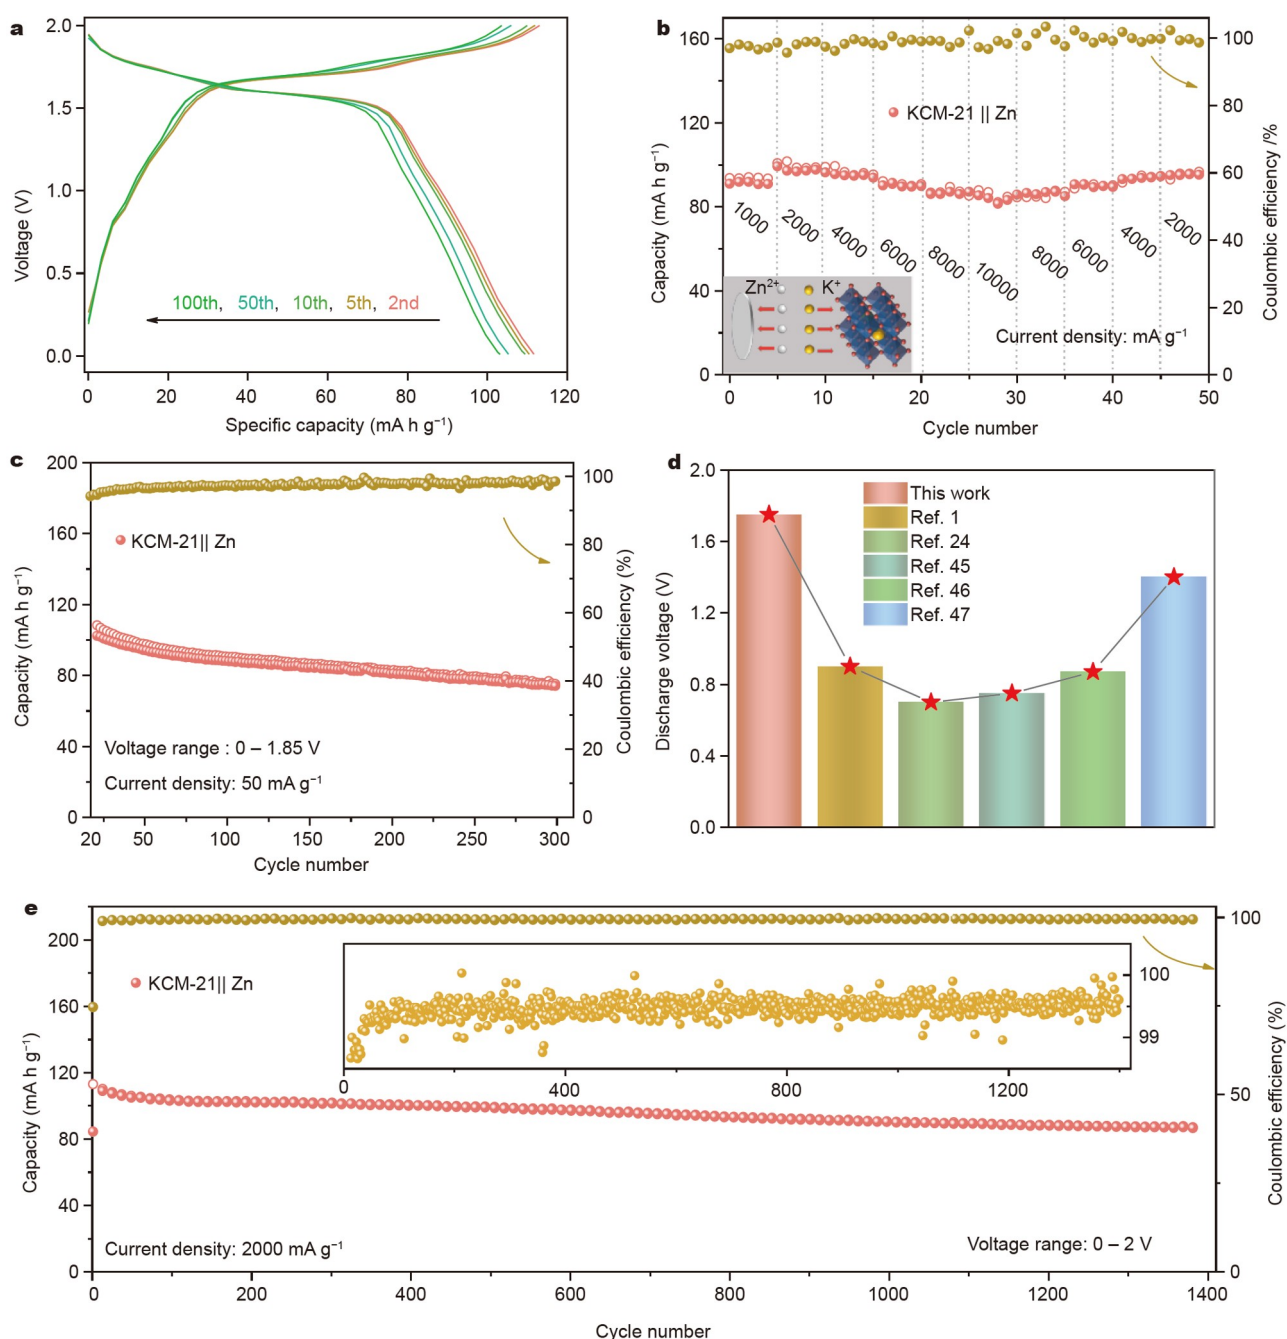 a
2.0
1.5
1.0
0.5
0.0
Voltage (V)
100th, 50th, 10th, 5th, 2nd
0 20 40 60 80 100 120
Specific capacity (mA h g⁻¹)
b
160
120
80
40
0
Capacity (mA h g⁻¹)
KCM-21 || Zn
1000 2000 4000 6000 8000 10000 8000 6000 4000 2000
Zn²⁺ K⁺
Current density: mA g⁻¹
100
80
60
40
20
0
Coulombic efficiency /%
0 10 20 30 40 50
Cycle number
c
200
160
120
80
40
0
Capacity (mA h g⁻¹)
KCM-21|| Zn
Voltage range : 0 – 1.85 V
Current density: 50 mA g⁻¹
100
80
60
40
20
0
Coulombic efficiency (%)
20 50 100 150 200 250 300
Cycle number
d
2.0
1.6
1.2
0.8
0.4
0.0
Discharge voltage (V)
This work
Ref. 1
Ref. 24
Ref. 45
Ref. 46
Ref. 47
e
200
160
120
80
40
0
Capacity (mA h g⁻¹)
KCM-21|| Zn
100
99
0 400 800 1200
Current density: 2000 mA g⁻¹
Voltage range: 0 – 2 V
100
50
0
Coulombic efficiency (%)
0 200 400 600 800 1000 1200 1400
Cycle number